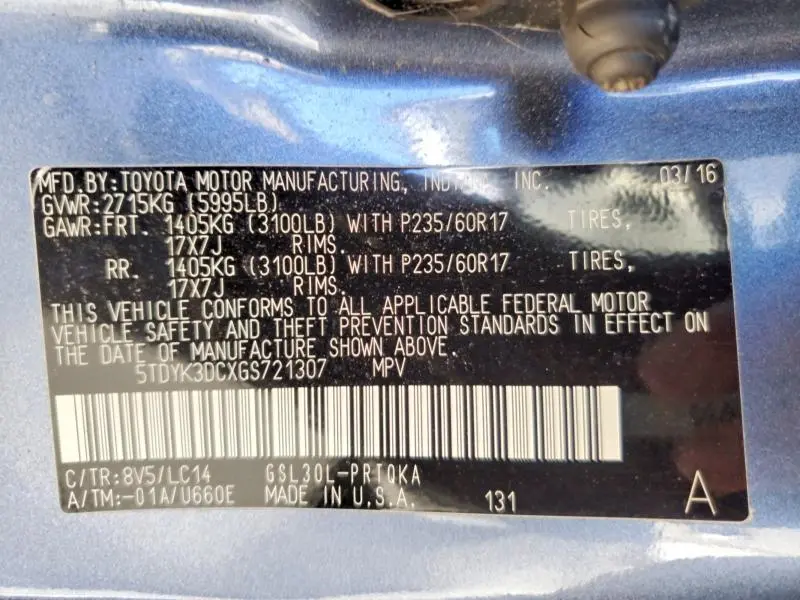 MFD.BY:TOYOTA MOTOR MANUFACTURING, INDIANA, INC. 03/16
GVWR:2715KG (5995LB)
GAWR:FRT. 1405KG (3100LB) WITH P235/60R17 TIRES,
17X7J RIMS.
RR. 1405KG (3100LB) WITH P235/60R17 TIRES,
17X7J RIMS.
THIS VEHICLE CONFORMS TO ALL APPLICABLE FEDERAL MOTOR
VEHICLE SAFETY AND THEFT PREVENTION STANDARDS IN EFFECT ON
THE DATE OF MANUFACTURE SHOWN ABOVE.
5TDYK3DCXGS721307 MPV
C/TR:8V5/LC14 GSL30L-PRTQKA
A/TM:-01A/U660E MADE IN U.S.A. 131 A